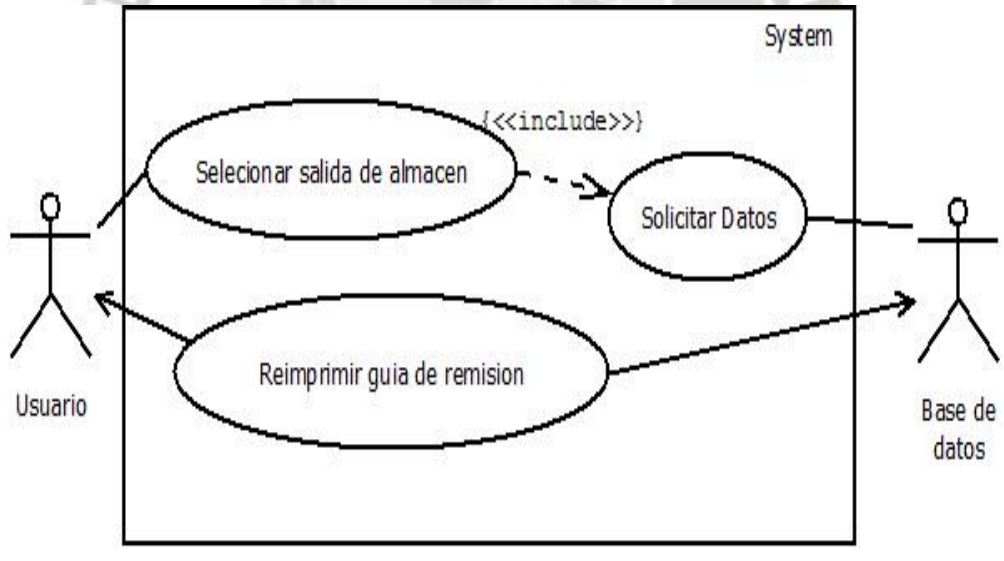 System
{<<include>>}
Selecionar salida de almacen
Solicitar Datos
Reimprimir guia de remision
Usuario
Base de
datos